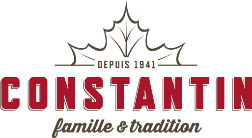 DEPUIS 1941
CONSTANTIN
famille & tradition